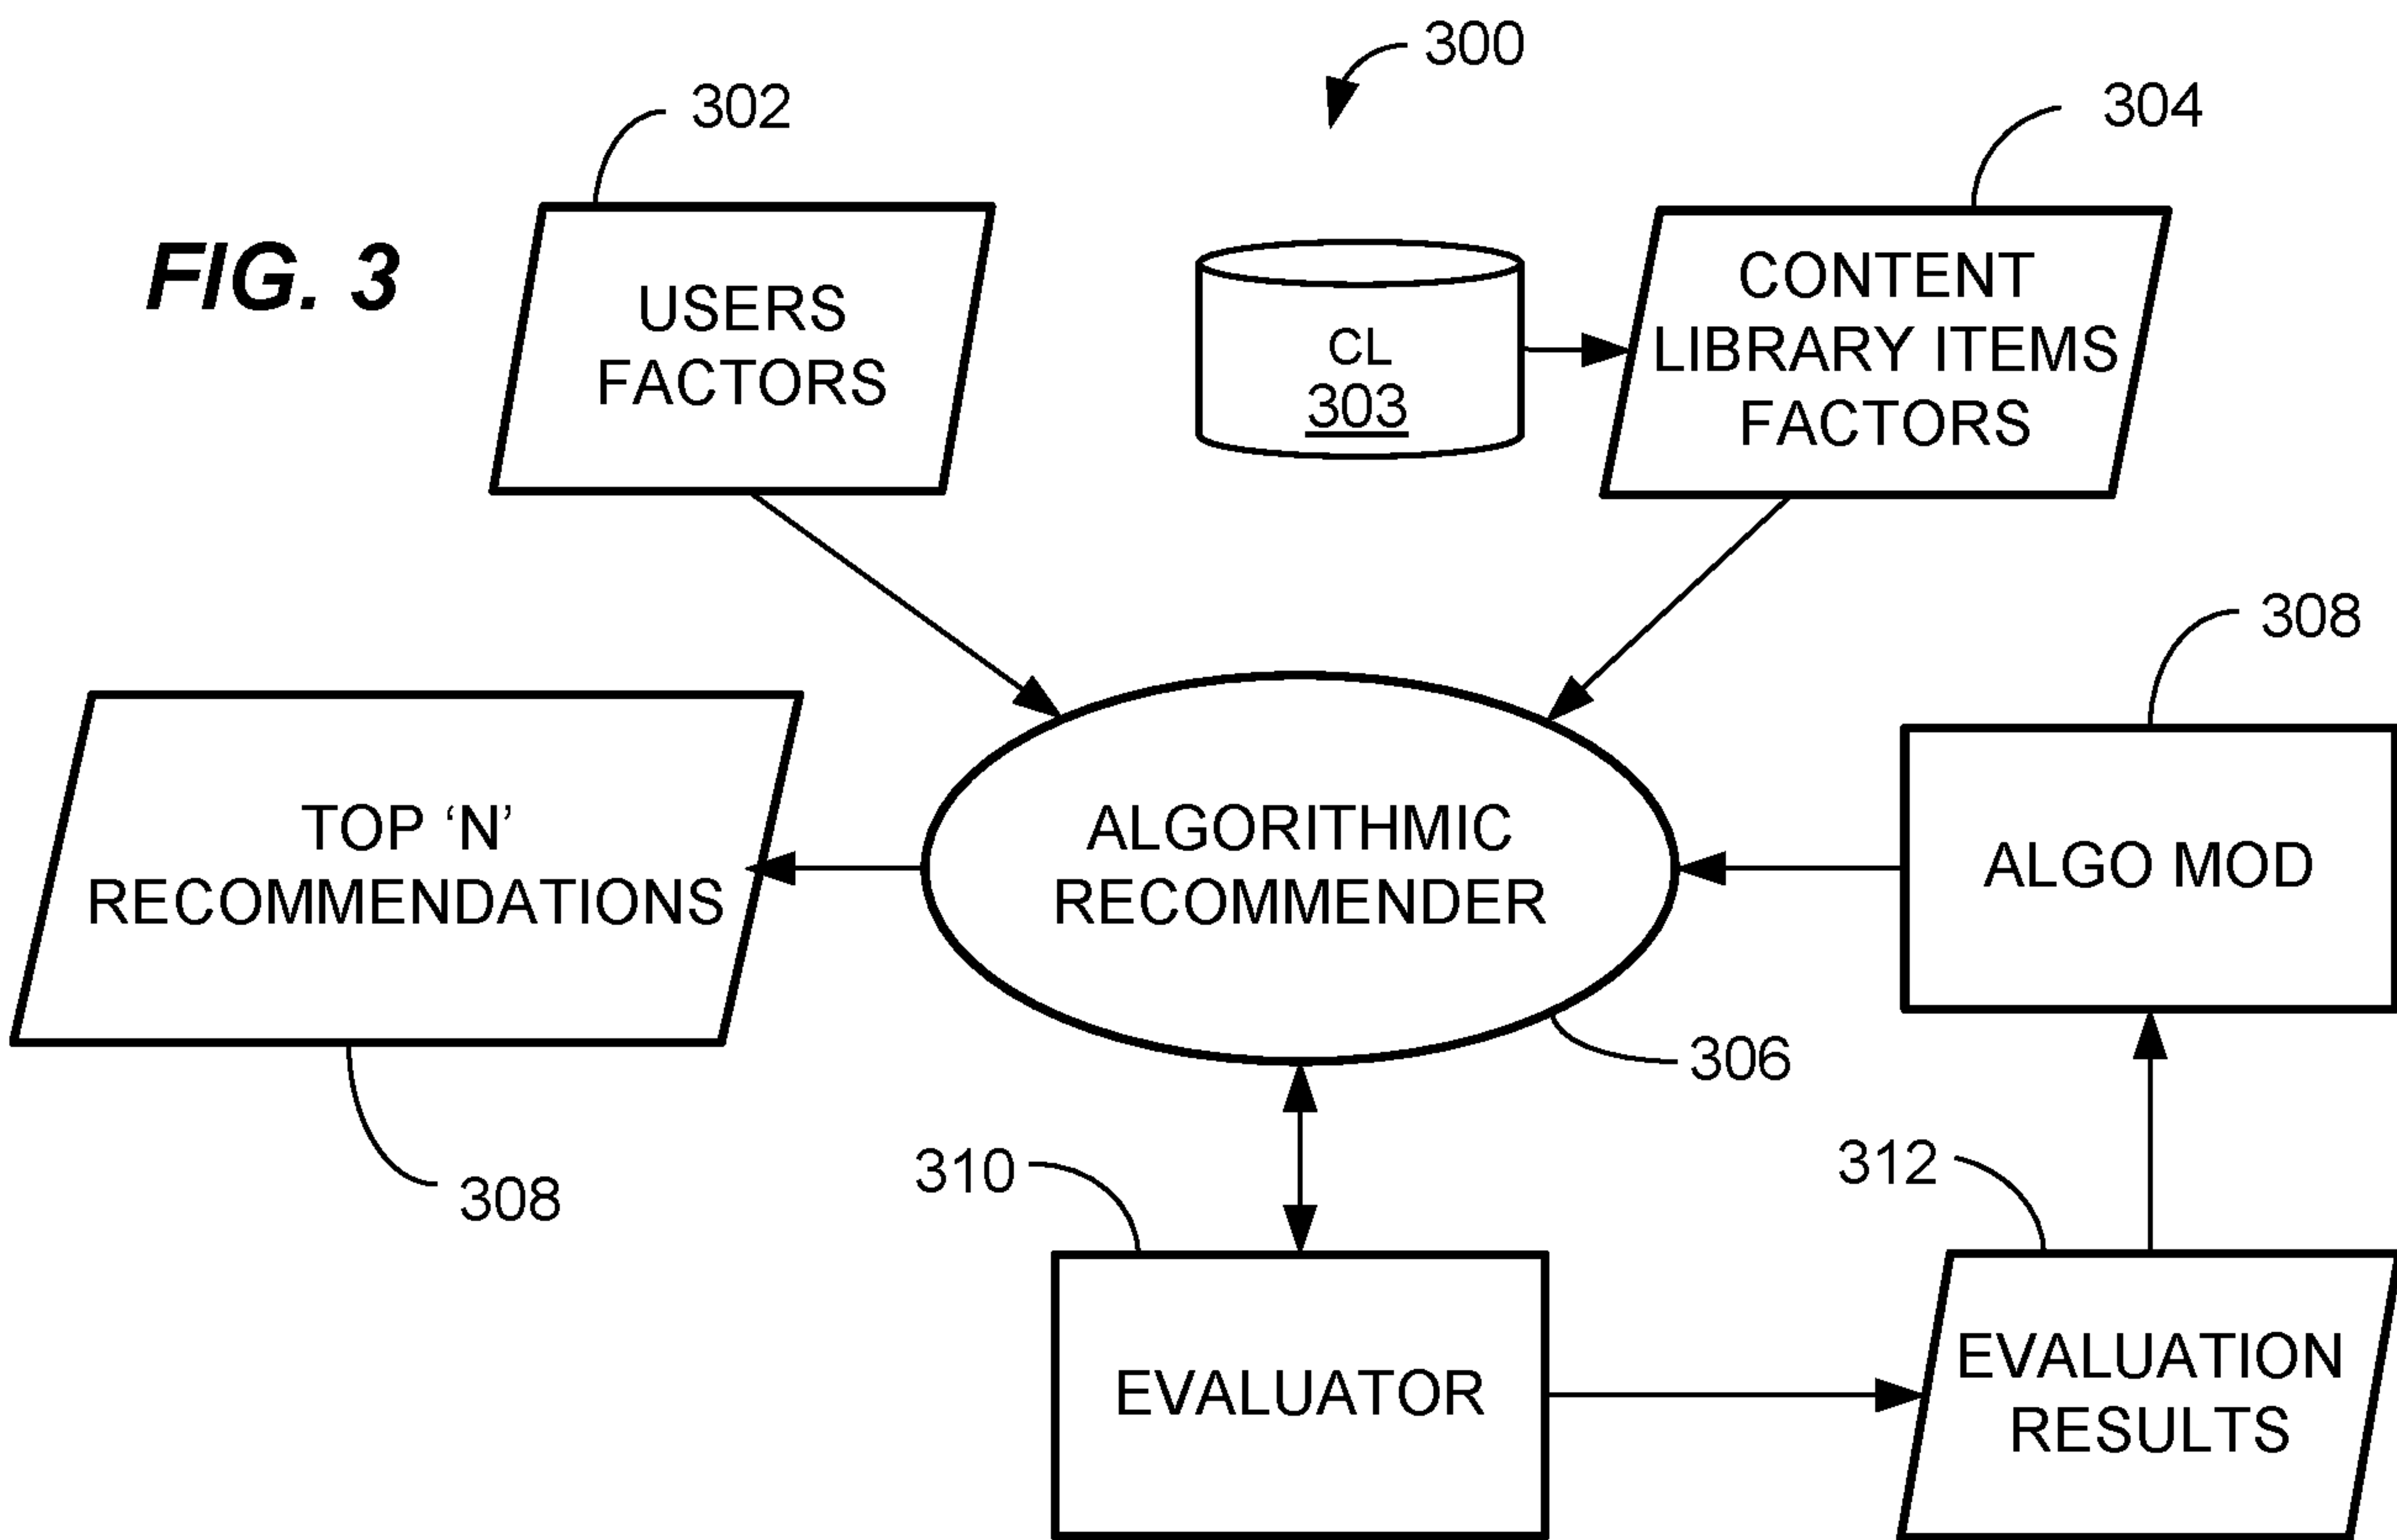 300
302
304
FIG. 3
USERS
FACTORS
CL
303
CONTENT
LIBRARY ITEMS
FACTORS
308
TOP ‘N’
RECOMMENDATIONS
ALGORITHMIC
RECOMMENDER
ALGO MOD
306
308
310
312
EVALUATOR
EVALUATION
RESULTS